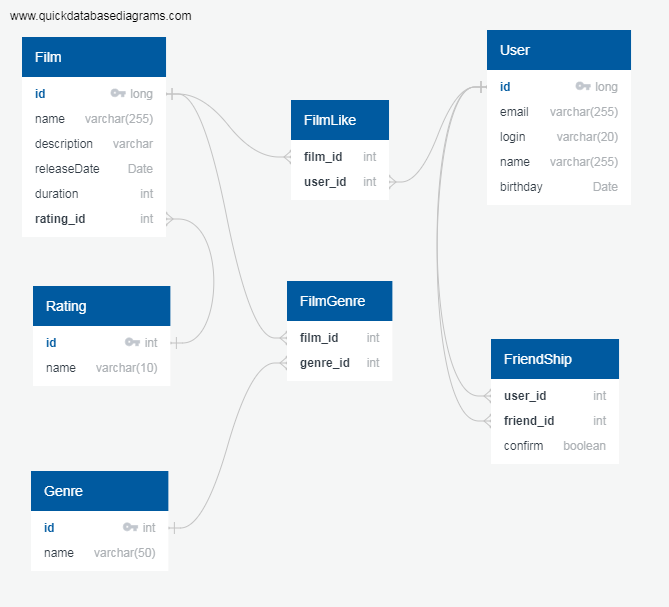 www.quickdatabasediagrams.com
Film
id long
name varchar(255)
description varchar
releaseDate Date
duration int
rating_id int
User
id long
email varchar(255)
login varchar(20)
name varchar(255)
birthday Date
FilmLike
film_id int
user_id int
Rating
id int
name varchar(10)
FilmGenre
film_id int
genre_id int
FriendShip
user_id int
friend_id int
confirm boolean
Genre
id int
name varchar(50)